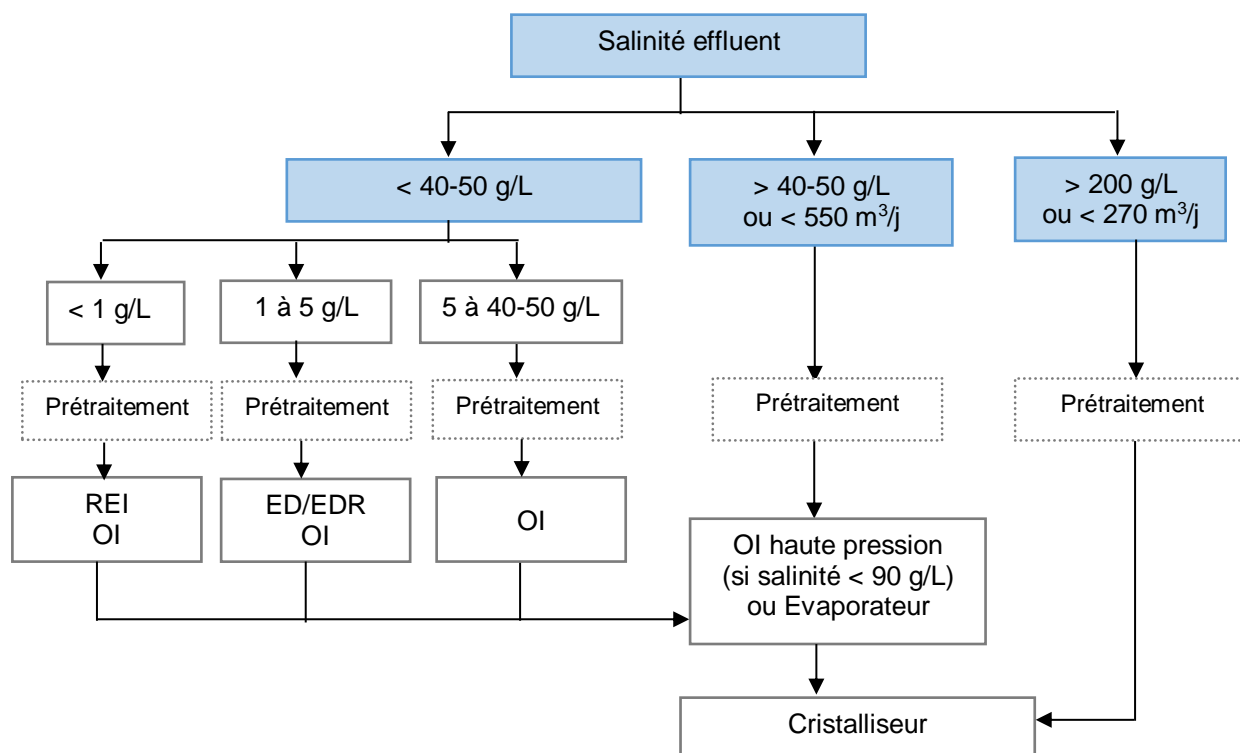 Salinité effluent
< 40-50 g/L
> 40-50 g/L
ou < 550 m³/j
> 200 g/L
ou < 270 m³/j
< 1 g/L
1 à 5 g/L
5 à 40-50 g/L
Prétraitement
Prétraitement
Prétraitement
Prétraitement
Prétraitement
REI
OI
ED/EDR
OI
OI
OI haute pression
(si salinité < 90 g/L)
ou Evaporateur
Cristalliseur